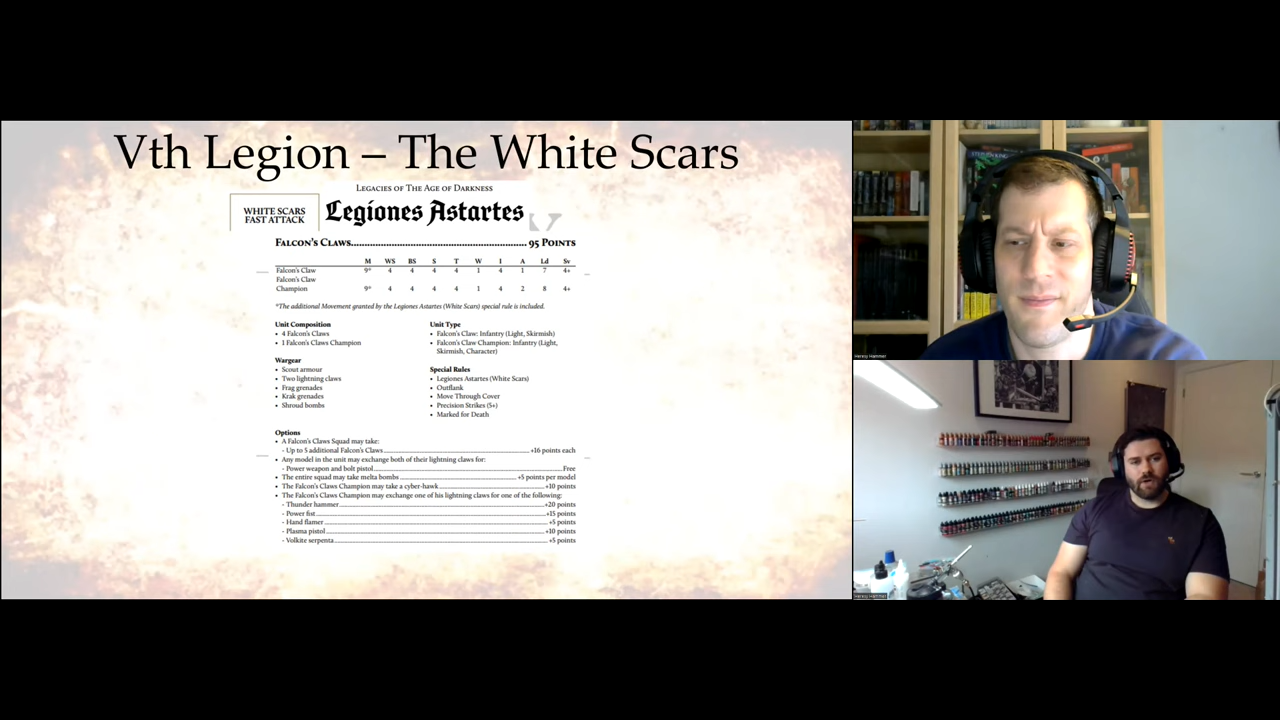 Vth Legion – The White Scars
Legacies of The Age of Darkness
WHITE SCARS
FAST ATTACK
Legiones Astartes
Falcon's Claws 95 Points
M WS BS S T W I A Ld Sv
Falcon's Claw 9* 4 4 4 4 1 4 1 7 4+
Falcon's Claw
Champion 9* 4 4 4 4 1 4 2 8 4+
*The additional Movement granted by the Legiones Astartes (White Scars) special rule is included.
Unit Composition
• 4 Falcon's Claws
• 1 Falcon's Claws Champion
Wargear
• Scout armour
• Two lightning claws
• Frag grenades
• Krak grenades
• Shroud bombs
Unit Type
• Falcon's Claw: Infantry (Light, Skirmish)
• Falcon's Claw Champion: Infantry (Light,
Skirmish, Character)
Special Rules
• Legiones Astartes (White Scars)
• Outflank
• Move Through Cover
• Precision Strikes (5+)
• Marked for Death
Options
• A Falcon's Claws Squad may take:
- Up to 5 additional Falcon's Claws +16 points each
• Any model in the unit may exchange both of their lightning claws for:
- Power weapon and bolt pistol Free
• The entire squad may take melta bombs +5 points per model
• The Falcon's Claws Champion may take a cyber-hawk +10 points
• The Falcon's Claws Champion may exchange one of his lightning claws for one of the following:
- Thunder hammer +20 points
- Power fist +15 points
- Hand flamer +5 points
- Plasma pistol +10 points
- Volkite serpenta +5 points
STEPHEN KING
Heresy Hammer
Heresy Hammer